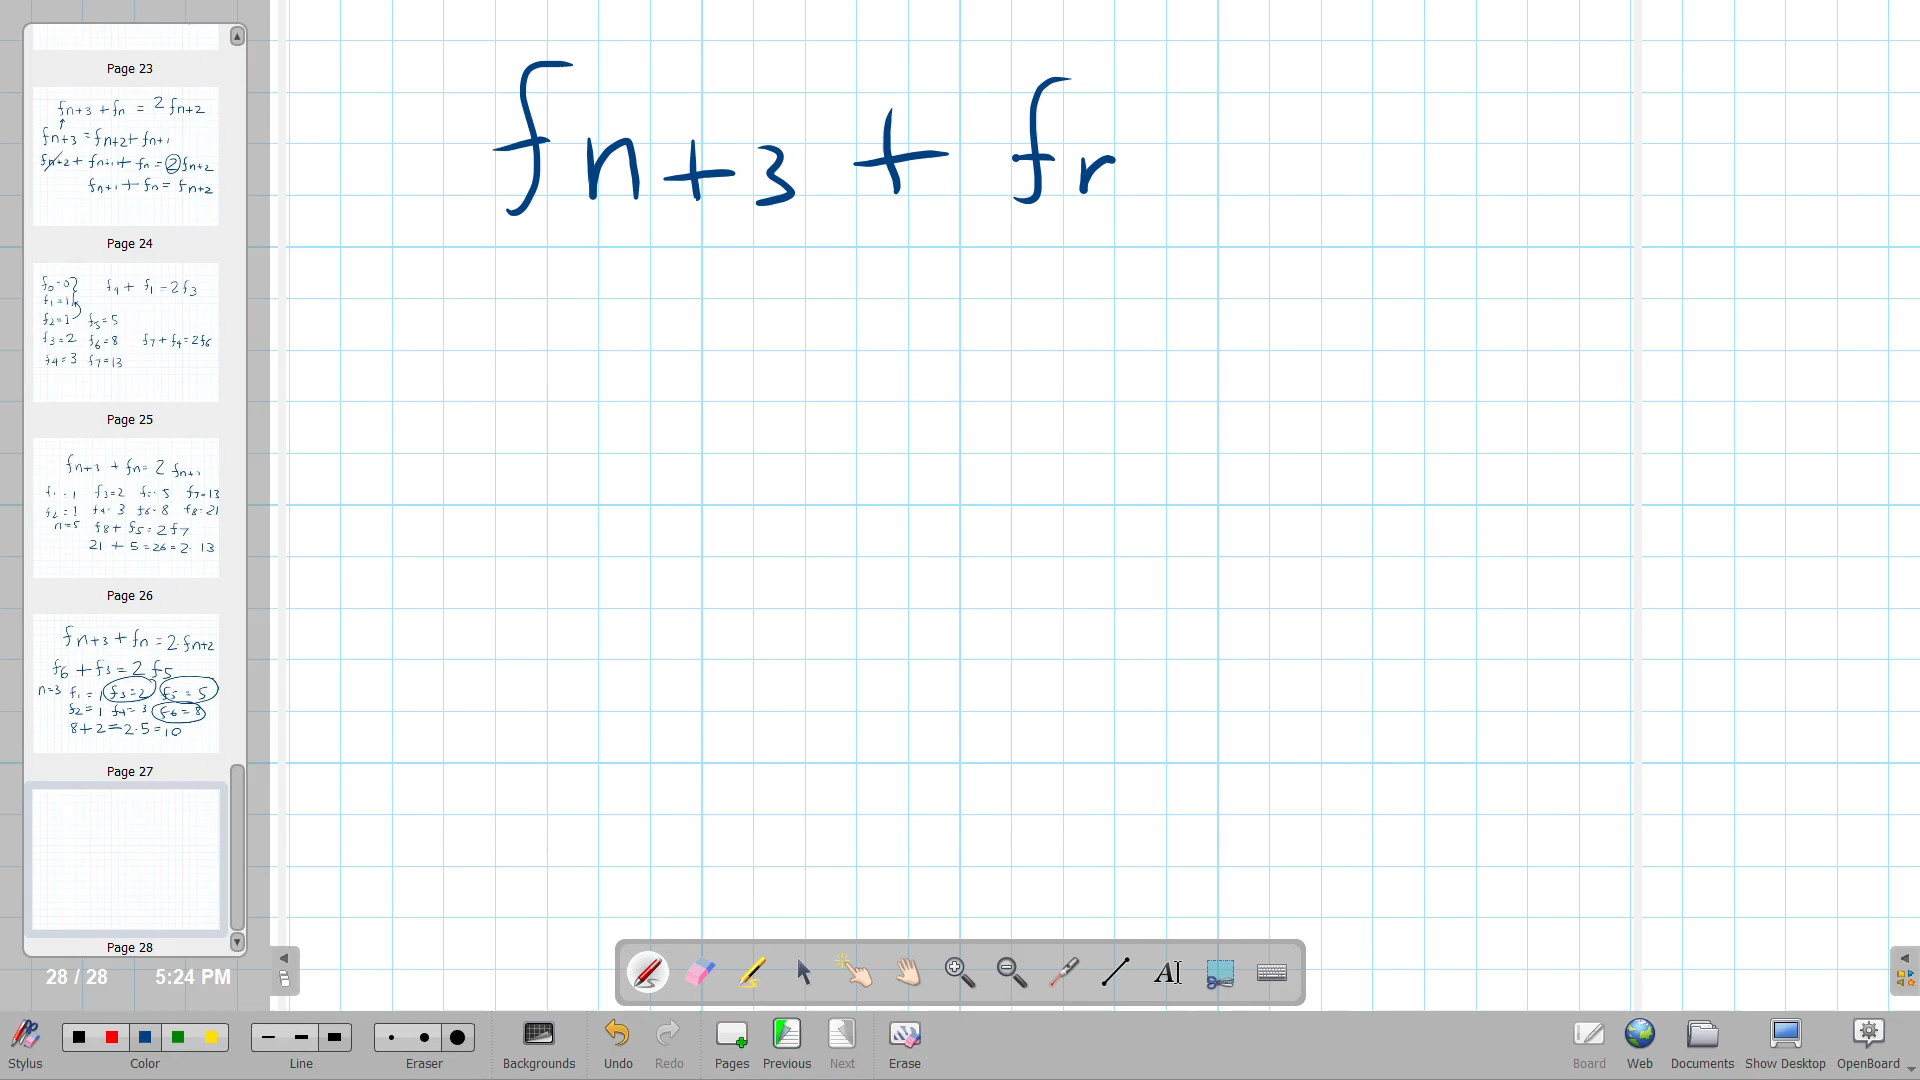 Page 23
fn+3 + fn = 2 fn+2
fn+3 = fn+2 + fn+1
fn+2 + fn+1 + fn = 2 fn+2
fn+1 + fn = fn+2
Page 24
f0=0 f4 + f1 = 2f3
f1=1
f2=1 f5=5
f3=2 f6=8 f7+f4=2f6
f4=3 f7=13
Page 25
fn+3 + fn = 2
f1=1 f3=2 f5=5 f7=13
f2=1 f4=3 f6=8 f8=21
n=5 f8+f5=2f7
21 + 5 = 26 = 2·13
Page 26
fn+3 + fn = 2·fn+2
f6 + f3 = 2 f5
n=3 f1=1 f3=2 f5=5
f2=1 f4=3 f6=8
8+2=2·5=10
Page 27
Page 28
28 / 28 5:24 PM
fn+3 + fr
Stylus Color Line Eraser Backgrounds Undo Redo Pages Previous Next Erase Board Web Documents Show Desktop OpenBoard